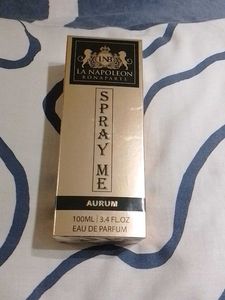 LNB
LA NAPOLEON
BONAPARTE
SPRAY ME
AURUM
100ML | 3.4 FL.OZ
EAU DE PARFUM